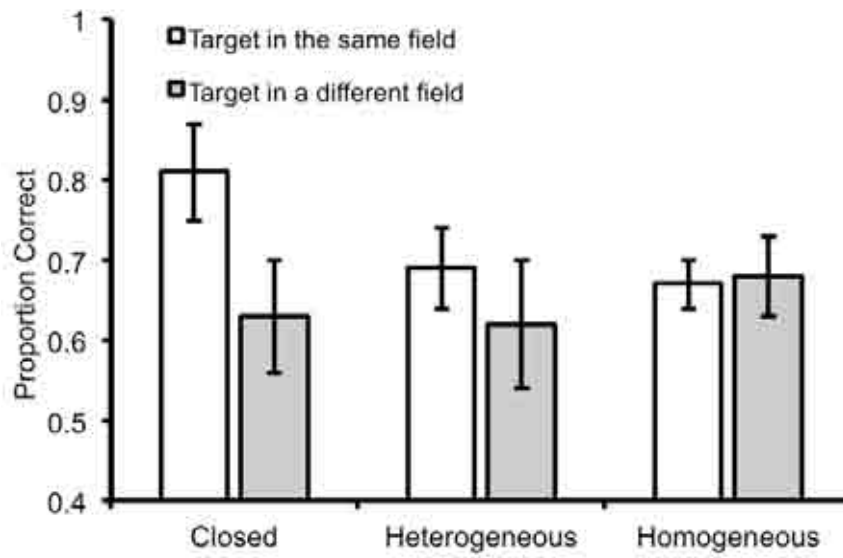 1
Target in the same field
0.9
Target in a different field
0.8
0.7
0.6
0.5
0.4
Proportion Correct
Closed Heterogeneous Homogeneous